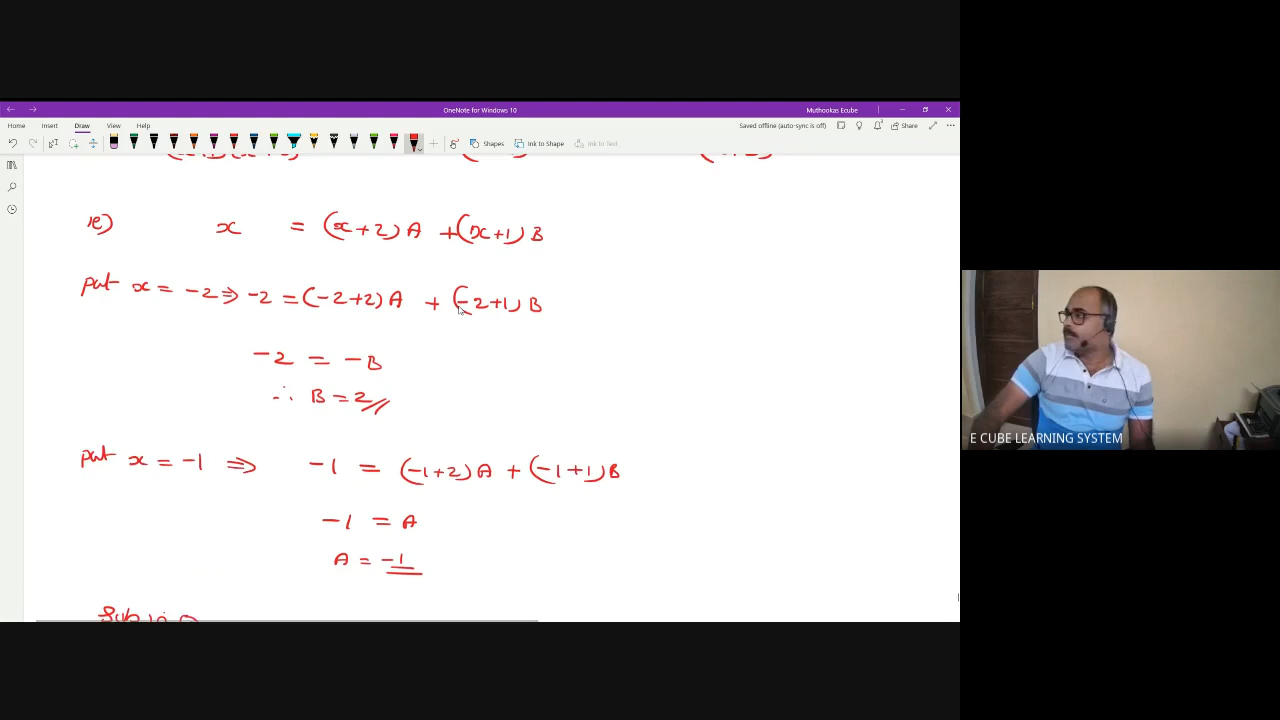 OneNote for Windows 10
Muthookas Ecube
Home Insert Draw View Help
Saved offline (auto-sync is off) Share
Shapes Ink to Shape Ink to Text
ie) x = (x+2)A + (x+1)B
put x = -2 ⇒ -2 = (-2+2)A + (-2+1)B
-2 = -B
∴ B = 2
put x = -1 ⇒ -1 = (-1+2)A + (-1+1)B
-1 = A
A = -1
E CUBE LEARNING SYSTEM